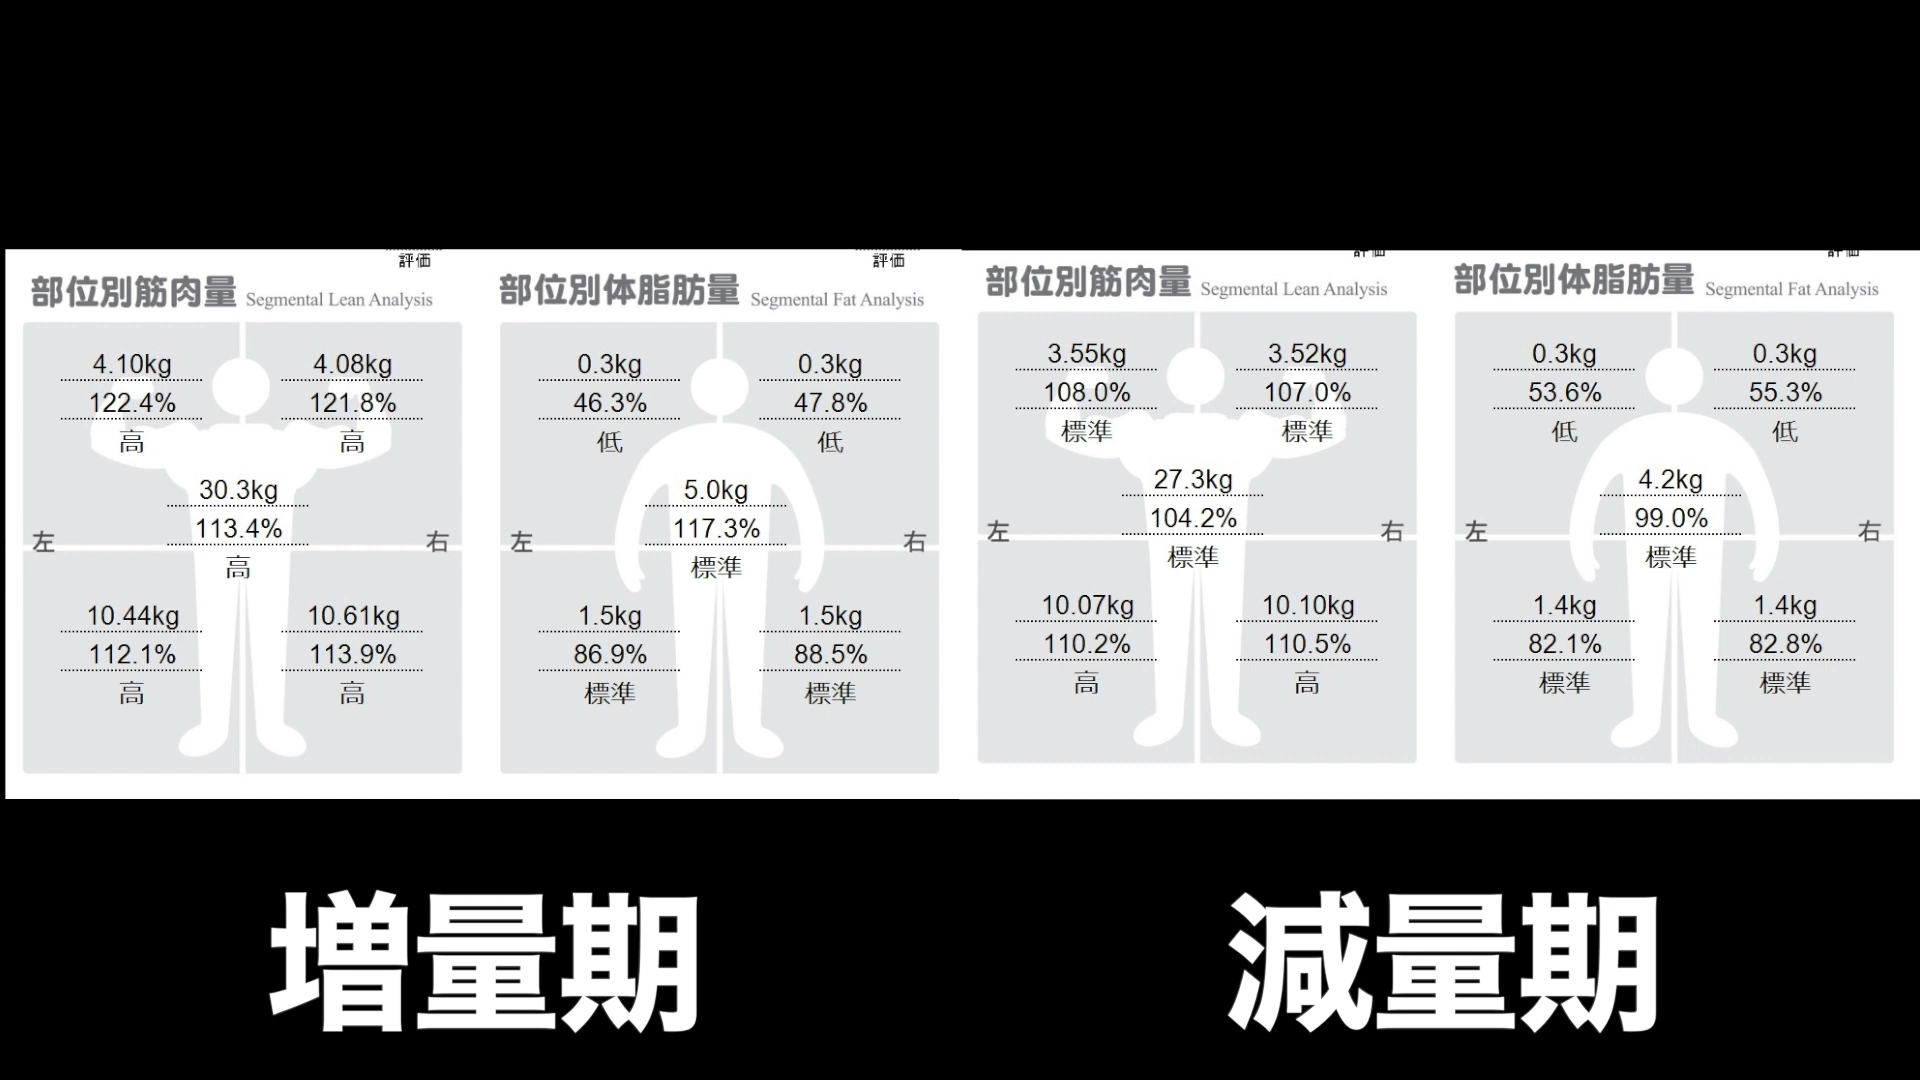 評価
評価
部位別筋肉量 Segmental Lean Analysis
4.10kg 4.08kg
122.4% 121.8%
高 高
30.3kg
113.4%
高
左 右
10.44kg 10.61kg
112.1% 113.9%
高 高
部位別体脂肪量 Segmental Fat Analysis
0.3kg 0.3kg
46.3% 47.8%
低 低
5.0kg
117.3%
標準
左 右
1.5kg 1.5kg
86.9% 88.5%
標準 標準
評価
評価
部位別筋肉量 Segmental Lean Analysis
3.55kg 3.52kg
108.0% 107.0%
標準 標準
27.3kg
104.2%
標準
左 右
10.07kg 10.10kg
110.2% 110.5%
高 高
部位別体脂肪量 Segmental Fat Analysis
0.3kg 0.3kg
53.6% 55.3%
低 低
4.2kg
99.0%
標準
左 右
1.4kg 1.4kg
82.1% 82.8%
標準 標準
増量期
減量期